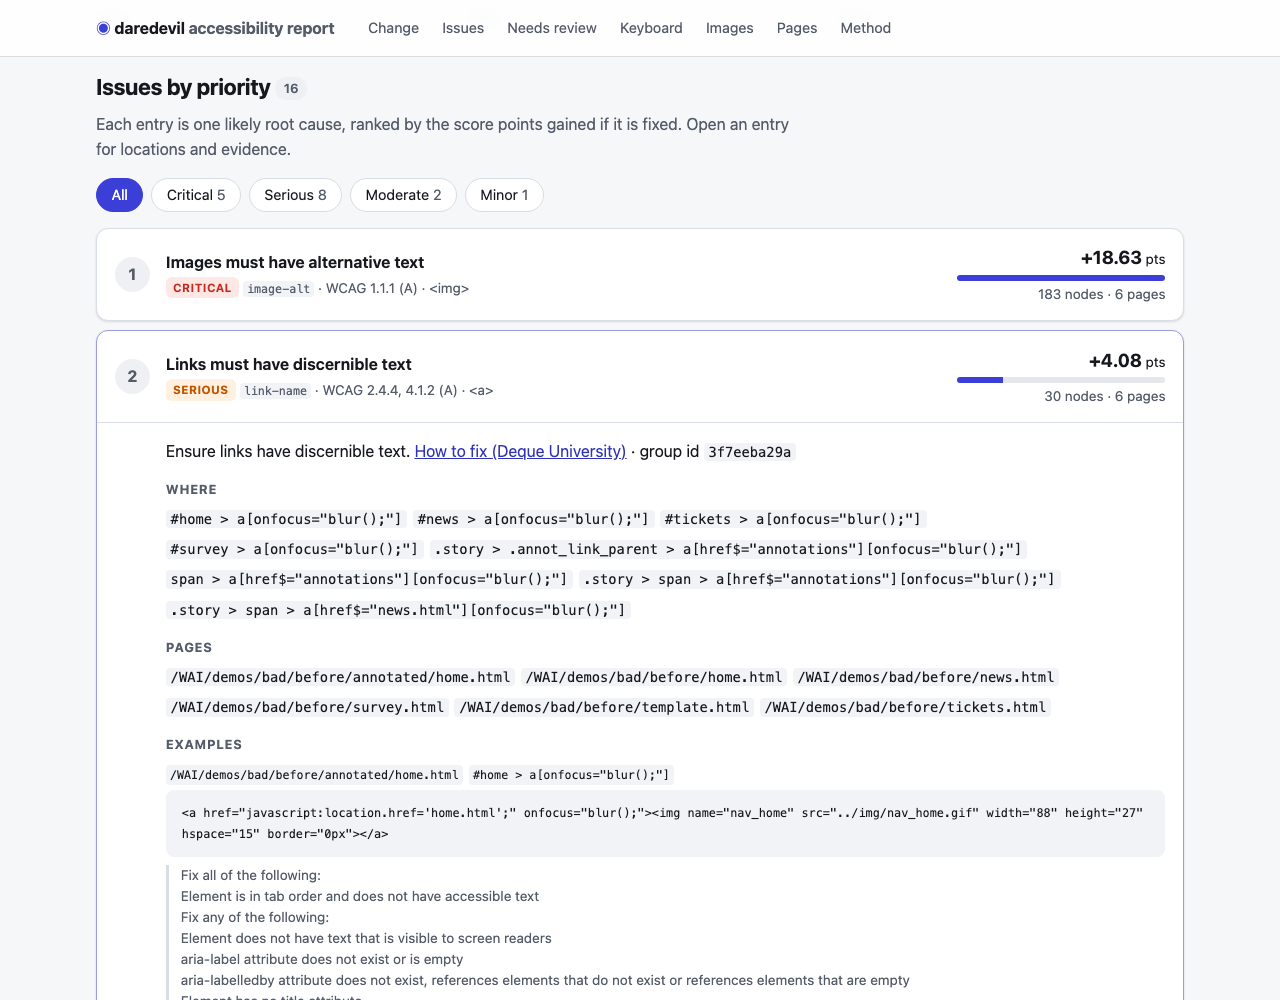 daredevil accessibility report Change Issues Needs review Keyboard Images Pages Method
Issues by priority 16
Each entry is one likely root cause, ranked by the score points gained if it is fixed. Open an entry
for locations and evidence.
All Critical 5 Serious 8 Moderate 2 Minor 1
1
Images must have alternative text
CRITICAL image-alt · WCAG 1.1.1 (A) · <img>
+18.63 pts
183 nodes · 6 pages
2
Links must have discernible text
SERIOUS link-name · WCAG 2.4.4, 4.1.2 (A) · <a>
+4.08 pts
30 nodes · 6 pages
Ensure links have discernible text. How to fix (Deque University) · group id 3f7eeba29a
WHERE
#home > a[onfocus="blur();"] #news > a[onfocus="blur();"] #tickets > a[onfocus="blur();"]
#survey > a[onfocus="blur();"] .story > .annot_link_parent > a[href$="annotations"][onfocus="blur();"]
span > a[href$="annotations"][onfocus="blur();"] .story > span > a[href$="annotations"][onfocus="blur();"]
.story > span > a[href$="news.html"][onfocus="blur();"]
PAGES
/WAI/demos/bad/before/annotated/home.html /WAI/demos/bad/before/home.html /WAI/demos/bad/before/news.html
/WAI/demos/bad/before/survey.html /WAI/demos/bad/before/template.html /WAI/demos/bad/before/tickets.html
EXAMPLES
/WAI/demos/bad/before/annotated/home.html #home > a[onfocus="blur();"]
<a href="javascript:location.href='home.html';" onfocus="blur();"><img name="nav_home" src="../img/nav_home.gif" width="88" height="27"
hspace="15" border="0px"></a>
Fix all of the following:
Element is in tab order and does not have accessible text
Fix any of the following:
Element does not have text that is visible to screen readers
aria-label attribute does not exist or is empty
aria-labelledby attribute does not exist, references elements that do not exist or references elements that are empty
Element has no title attribute